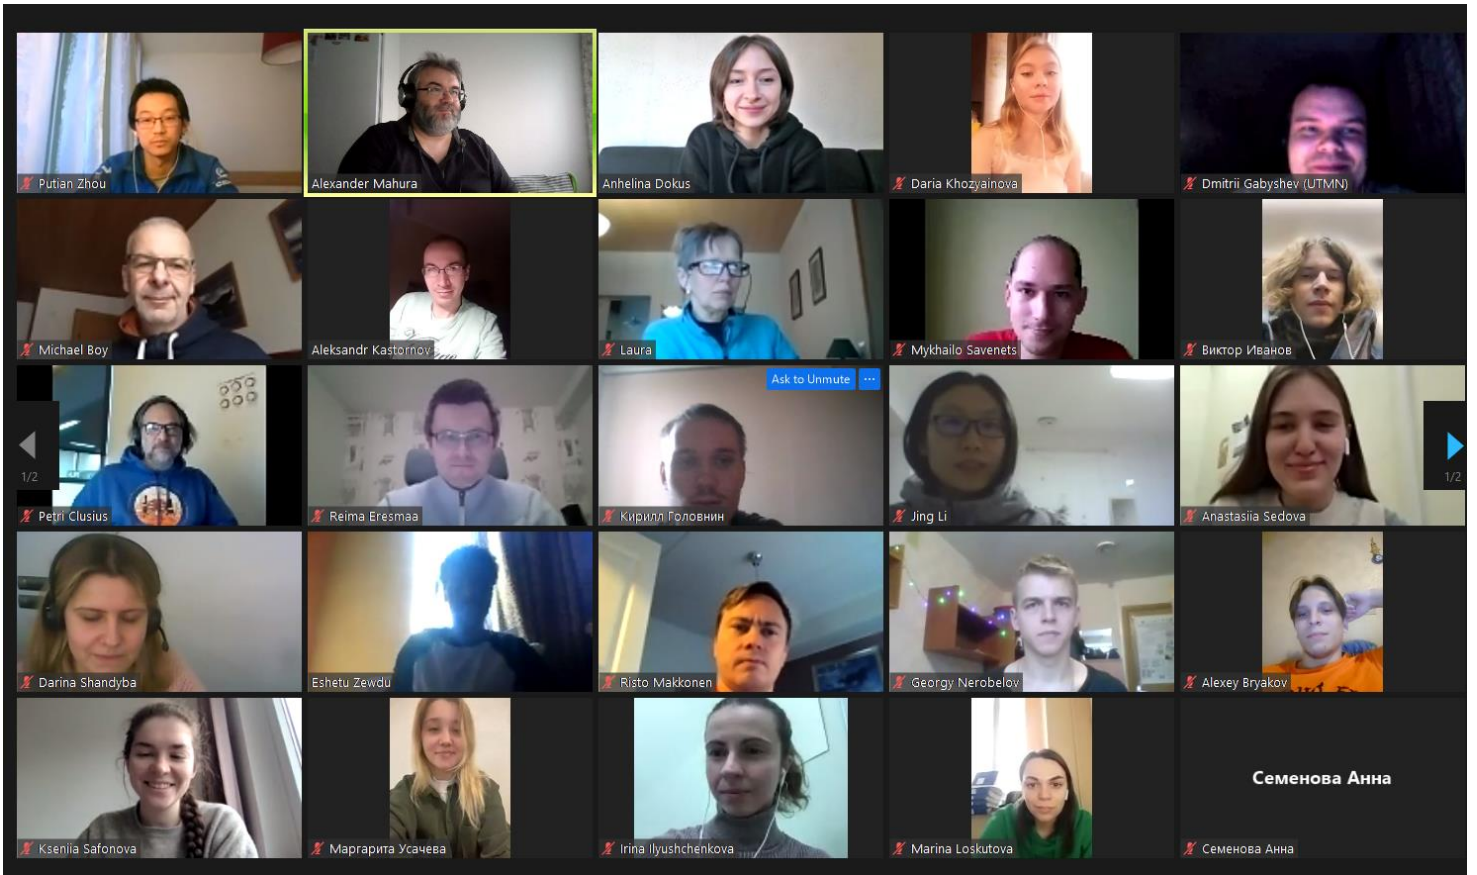 Putian Zhou
Alexander Mahura
Anhelina Dokus
Daria Khozyainova
Dmitrii Gabyshev (UTMN)
Michael Boy
Aleksandr Kastornov
Laura
Mykhailo Savenets
Виктор Иванов
Ask to Unmute
...
1/2
1/2
Petri Clusius
Reima Eresmaa
Кирилл Головнин
Jing Li
Anastasiia Sedova
Darina Shandyba
Eshetu Zewdu
Risto Makkonen
Georgy Nerobelov
Alexey Bryakov
Семенова Анна
Kseniia Safonova
Маргарита Усачева
Irina Ilyushchenkova
Marina Loskutova
Семенова Анна